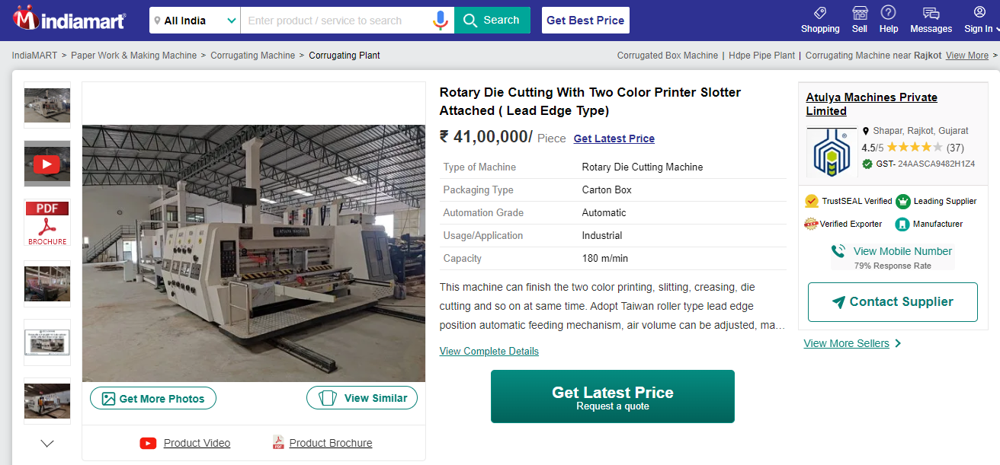 indiamart
All India
Enter product / service to search
Search
Get Best Price
Shopping
Sell
Help
Messages
Sign In
IndiaMART > Paper Work & Making Machine > Corrugating Machine > Corrugating Plant
Corrugated Box Machine | Hdpe Pipe Plant | Corrugating Machine near Rajkot View More >
PDF
BROCHURE
ATULYA MACHINES
Get More Photos
View Similar
Product Video
PDF
Product Brochure
Rotary Die Cutting With Two Color Printer Slotter
Attached ( Lead Edge Type)
₹ 41,00,000/ Piece Get Latest Price
Type of Machine Rotary Die Cutting Machine
Packaging Type Carton Box
Automation Grade Automatic
Usage/Application Industrial
Capacity 180 m/min
This machine can finish the two color printing, slitting, creasing, die
cutting and so on at same time. Adopt Taiwan roller type lead edge
position automatic feeding mechanism, air volume can be adjusted, ma…
View Complete Details
Get Latest Price
Request a quote
Atulya Machines Private
Limited
Shapar, Rajkot, Gujarat
4.5/5 (37)
GST- 24AASCA9482H1Z4
TrustSEAL Verified
Leading Supplier
Verified Exporter
Manufacturer
View Mobile Number
79% Response Rate
Contact Supplier
View More Sellers